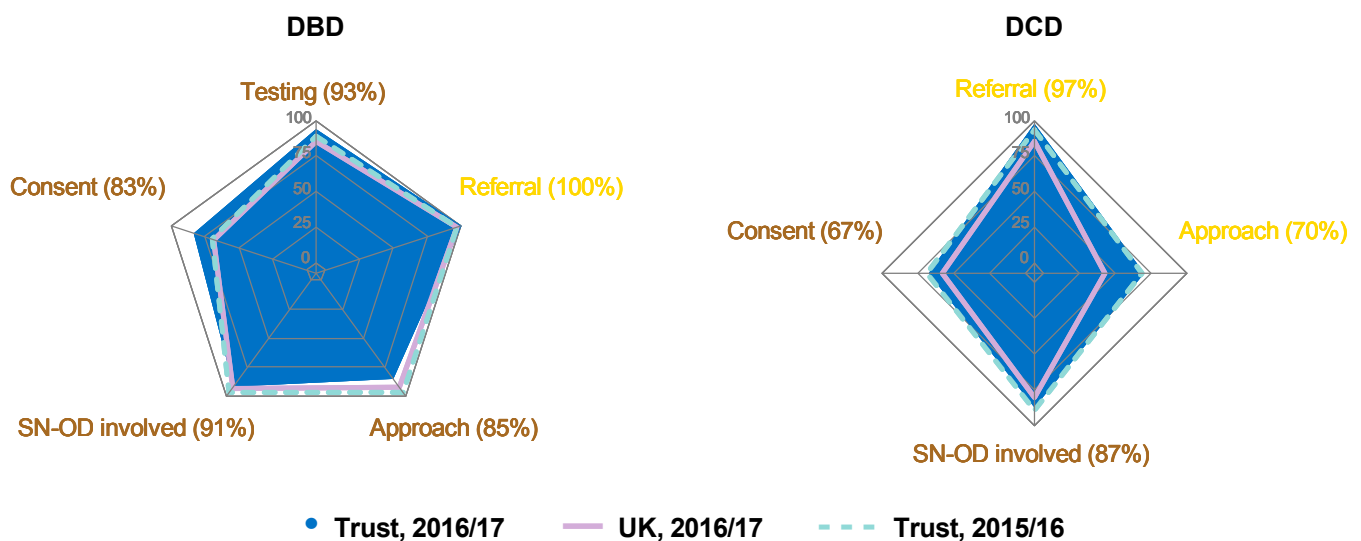 DBD
Testing (93%)
100
75
50
25
0
Consent (83%)
Referral (100%)
SN-OD involved (91%)
Approach (85%)
DCD
Referral (97%)
100
75
50
25
0
Consent (67%)
Approach (70%)
SN-OD involved (87%)
Trust, 2016/17
UK, 2016/17
Trust, 2015/16